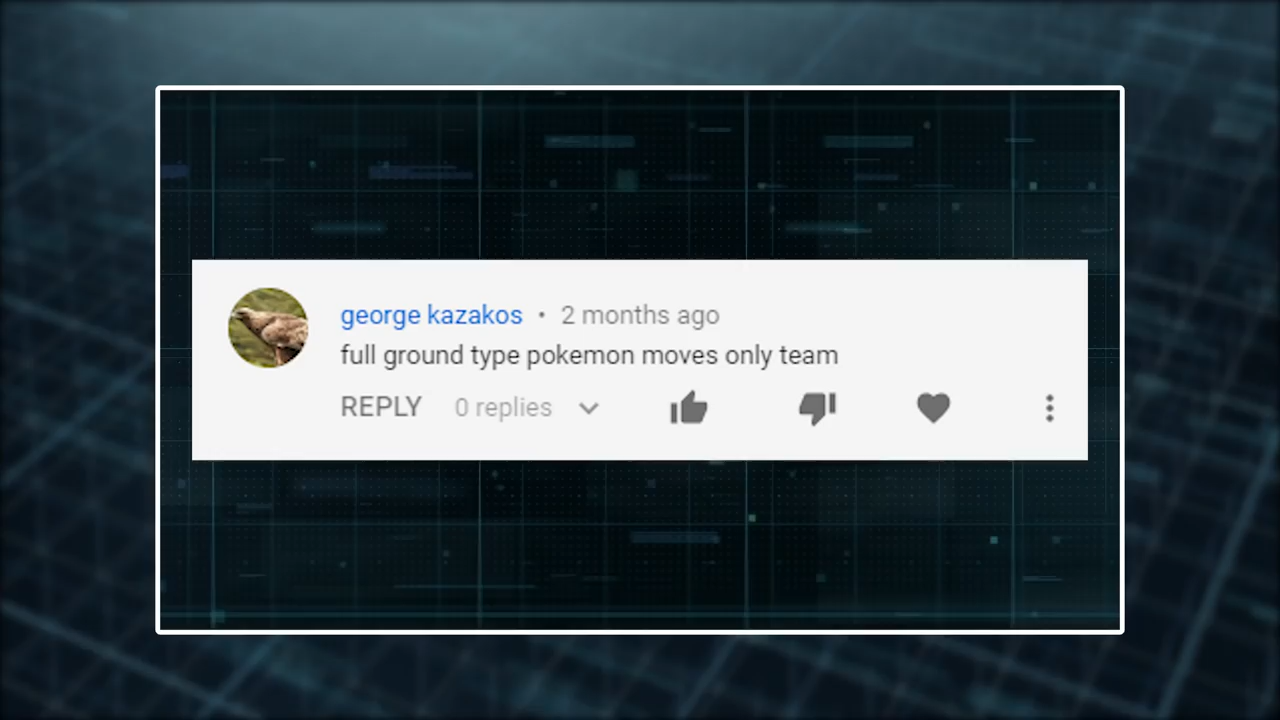 george kazakos • 2 months ago
full ground type pokemon moves only team
REPLY 0 replies